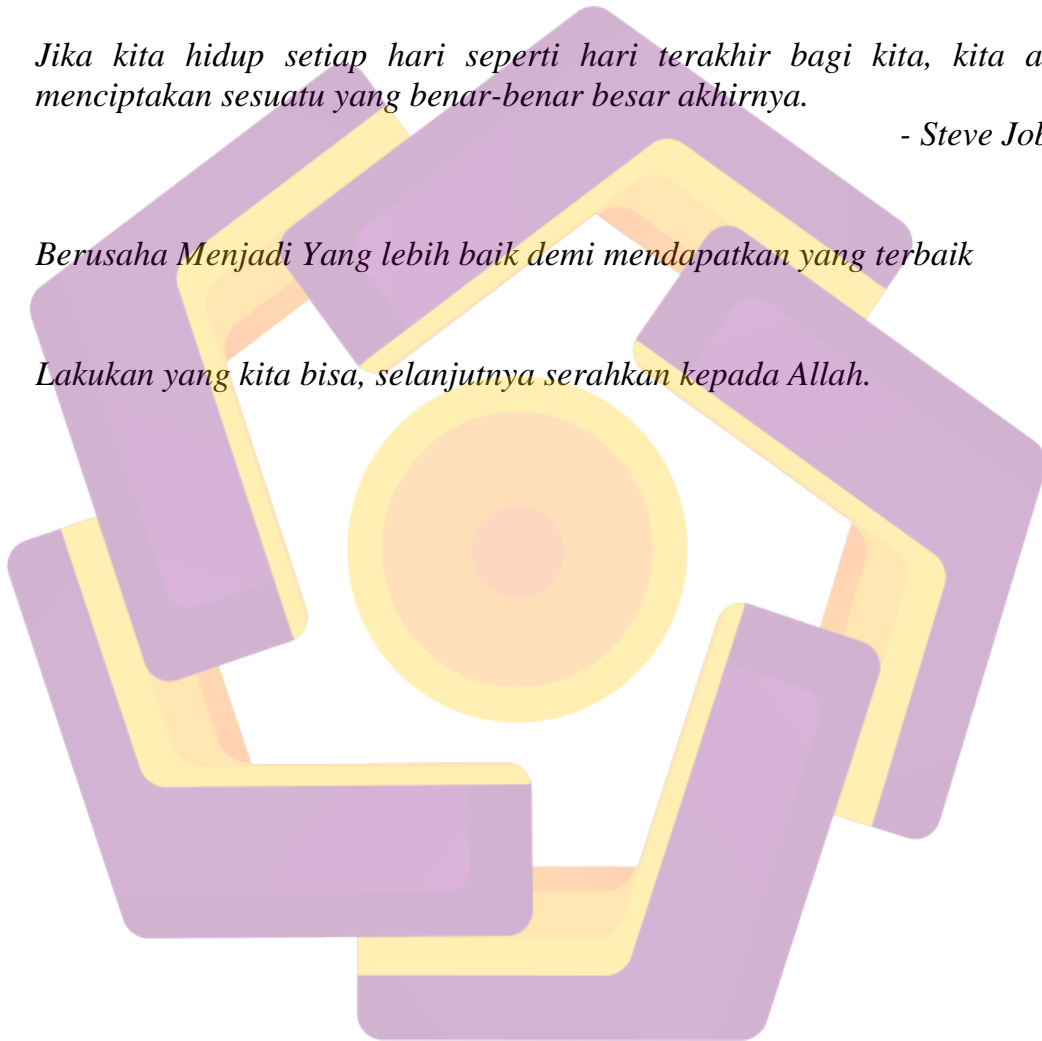 Jika kita hidup setiap hari seperti hari terakhir bagi kita, kita
menciptakan sesuatu yang benar-benar besar akhirnya.
- Steve
Berusaha Menjadi Yang lebih baik demi mendapatkan yang terbaik
Lakukan yang kita bisa, selanjutnya serahkan kepada Allah.